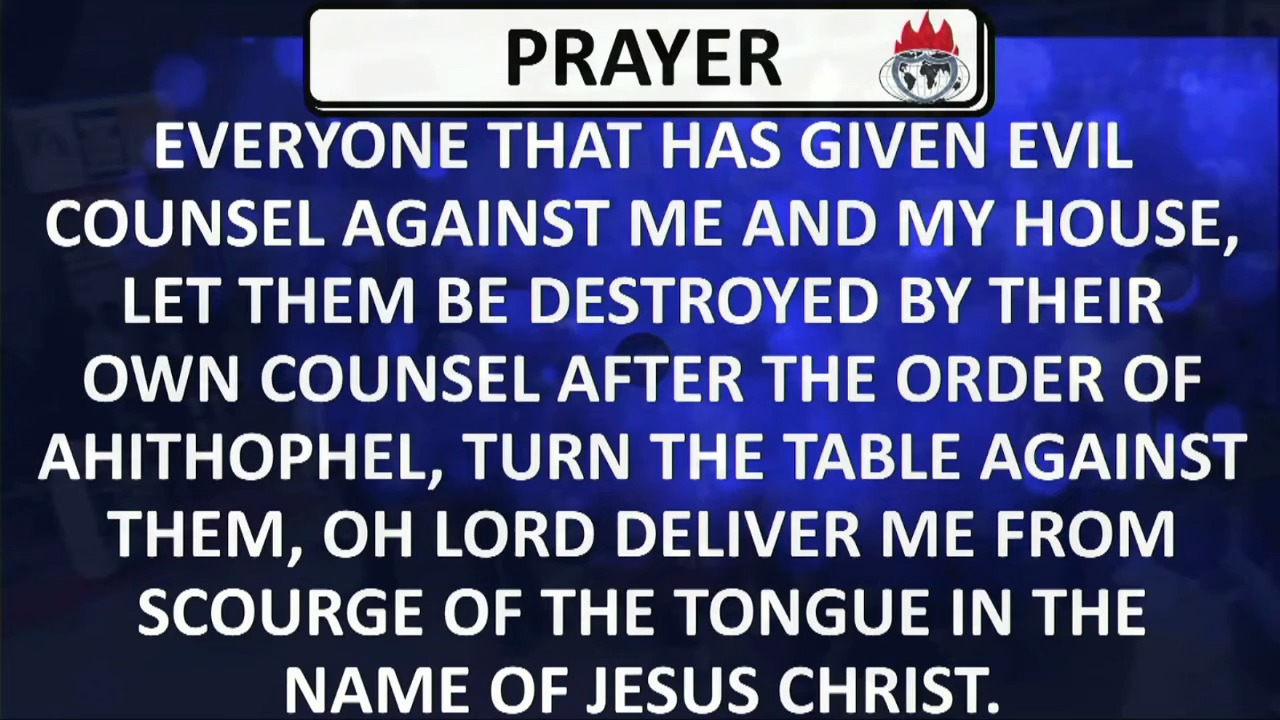 PRAYER
EVERYONE THAT HAS GIVEN EVIL
COUNSEL AGAINST ME AND MY HOUSE,
LET THEM BE DESTROYED BY THEIR
OWN COUNSEL AFTER THE ORDER OF
AHITHOPHEL, TURN THE TABLE AGAINST
THEM, OH LORD DELIVER ME FROM
SCOURGE OF THE TONGUE IN THE
NAME OF JESUS CHRIST.